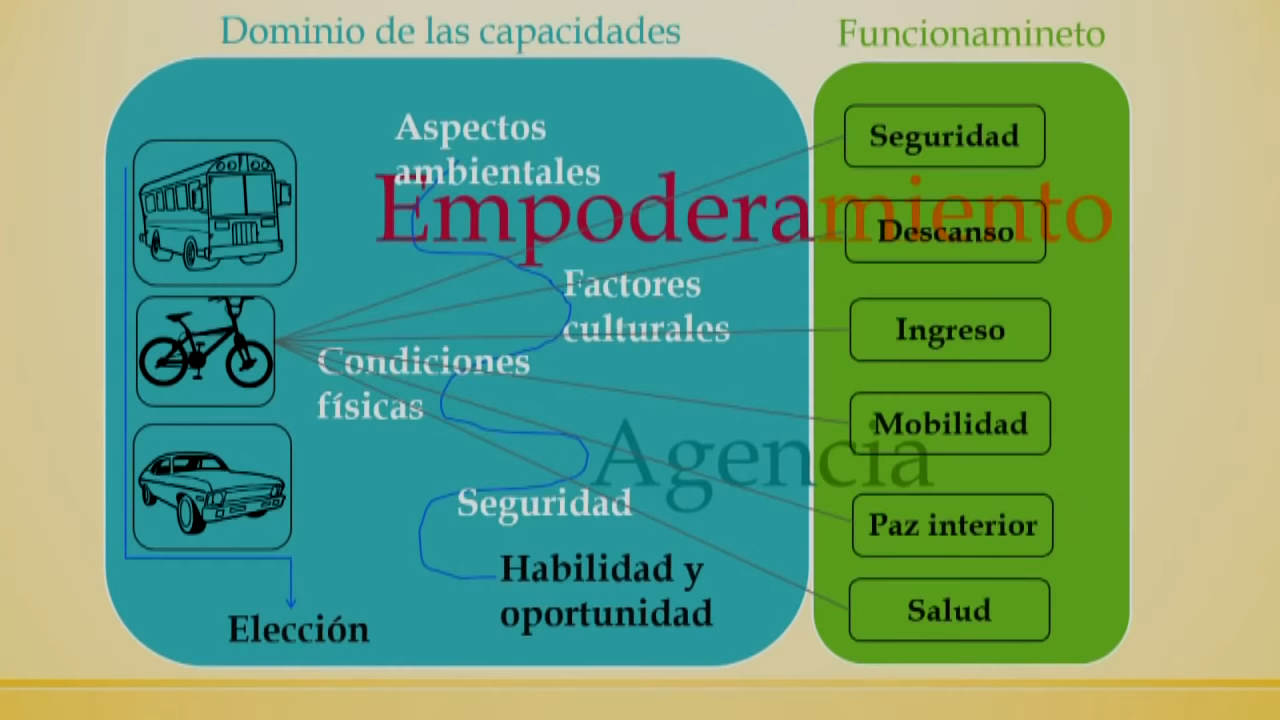 Dominio de las capacidades
Funcionamineto
Aspectos
ambientales
Empoderamiento
Factores
culturales
Condiciones
físicas
Agencia
Seguridad
Habilidad y
oportunidad
Elección
Seguridad
Descanso
Ingreso
Mobilidad
Paz interior
Salud